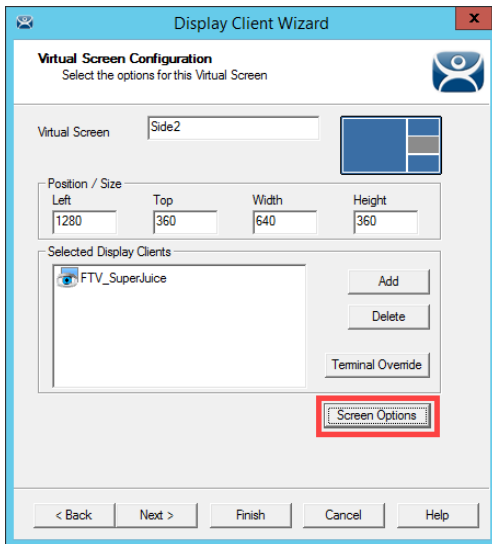 Display Client Wizard
x
Virtual Screen Configuration
Select the options for this Virtual Screen
Virtual Screen Side2
Position / Size
Left Top Width Height
1280 360 640 360
Selected Display Clients
FTV_SuperJuice
Add
Delete
Terminal Override
Screen Options
< Back Next > Finish Cancel Help